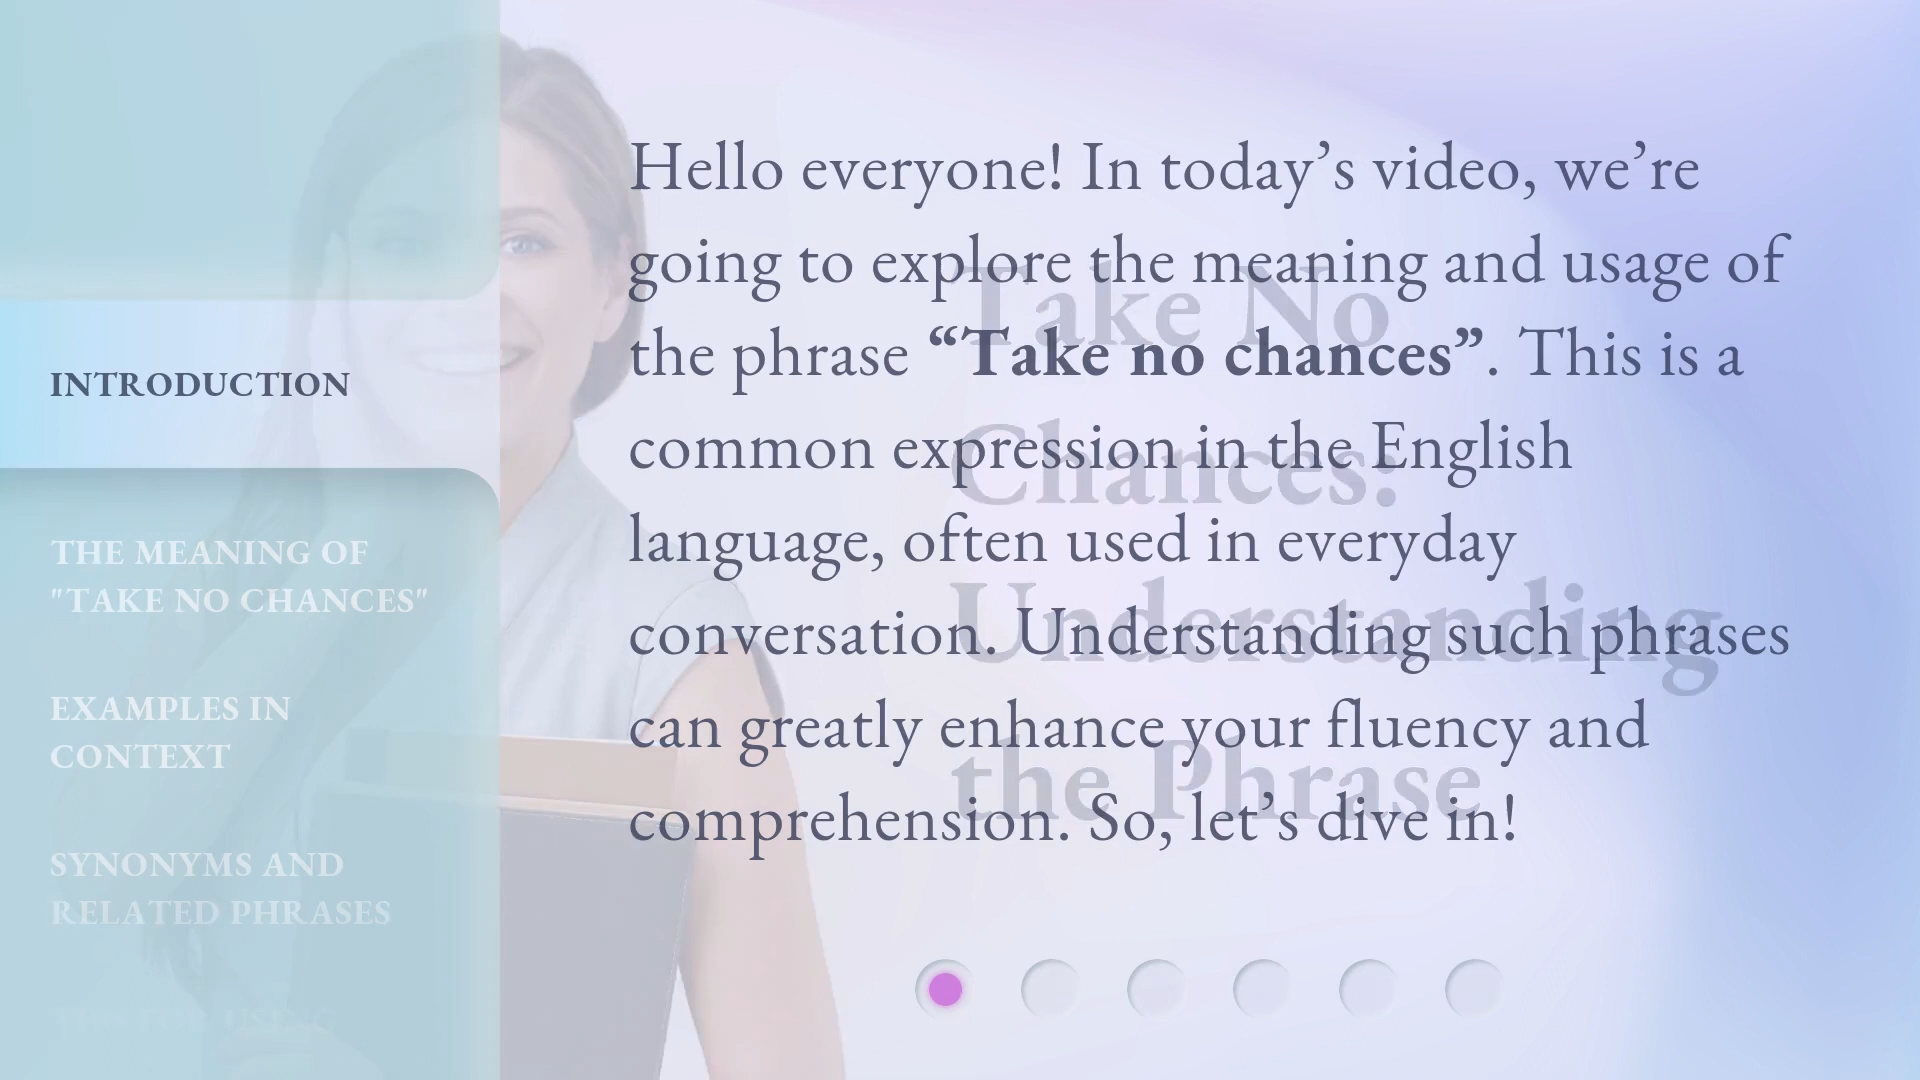 INTRODUCTION
THE MEANING OF
"TAKE NO CHANCES"
EXAMPLES IN
CONTEXT
SYNONYMS AND
RELATED PHRASES
Hello everyone! In today’s video, we’re
going to explore the meaning and usage of
the phrase “Take no chances”. This is a
common expression in the English
language, often used in everyday
conversation. Understanding such phrases
can greatly enhance your fluency and
comprehension. So, let’s dive in!
Take No
Chances:
Understanding
the Phrase